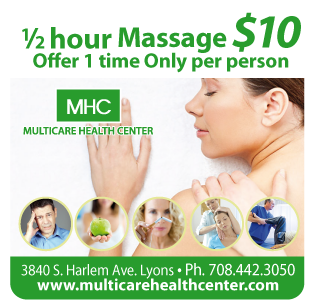 ½ hour Massage $10
Offer 1 time Only per person
MHC
MULTICARE HEALTH CENTER
3840 S. Harlem Ave. Lyons • Ph. 708.442.3050
www.multicarehealthcenter.com